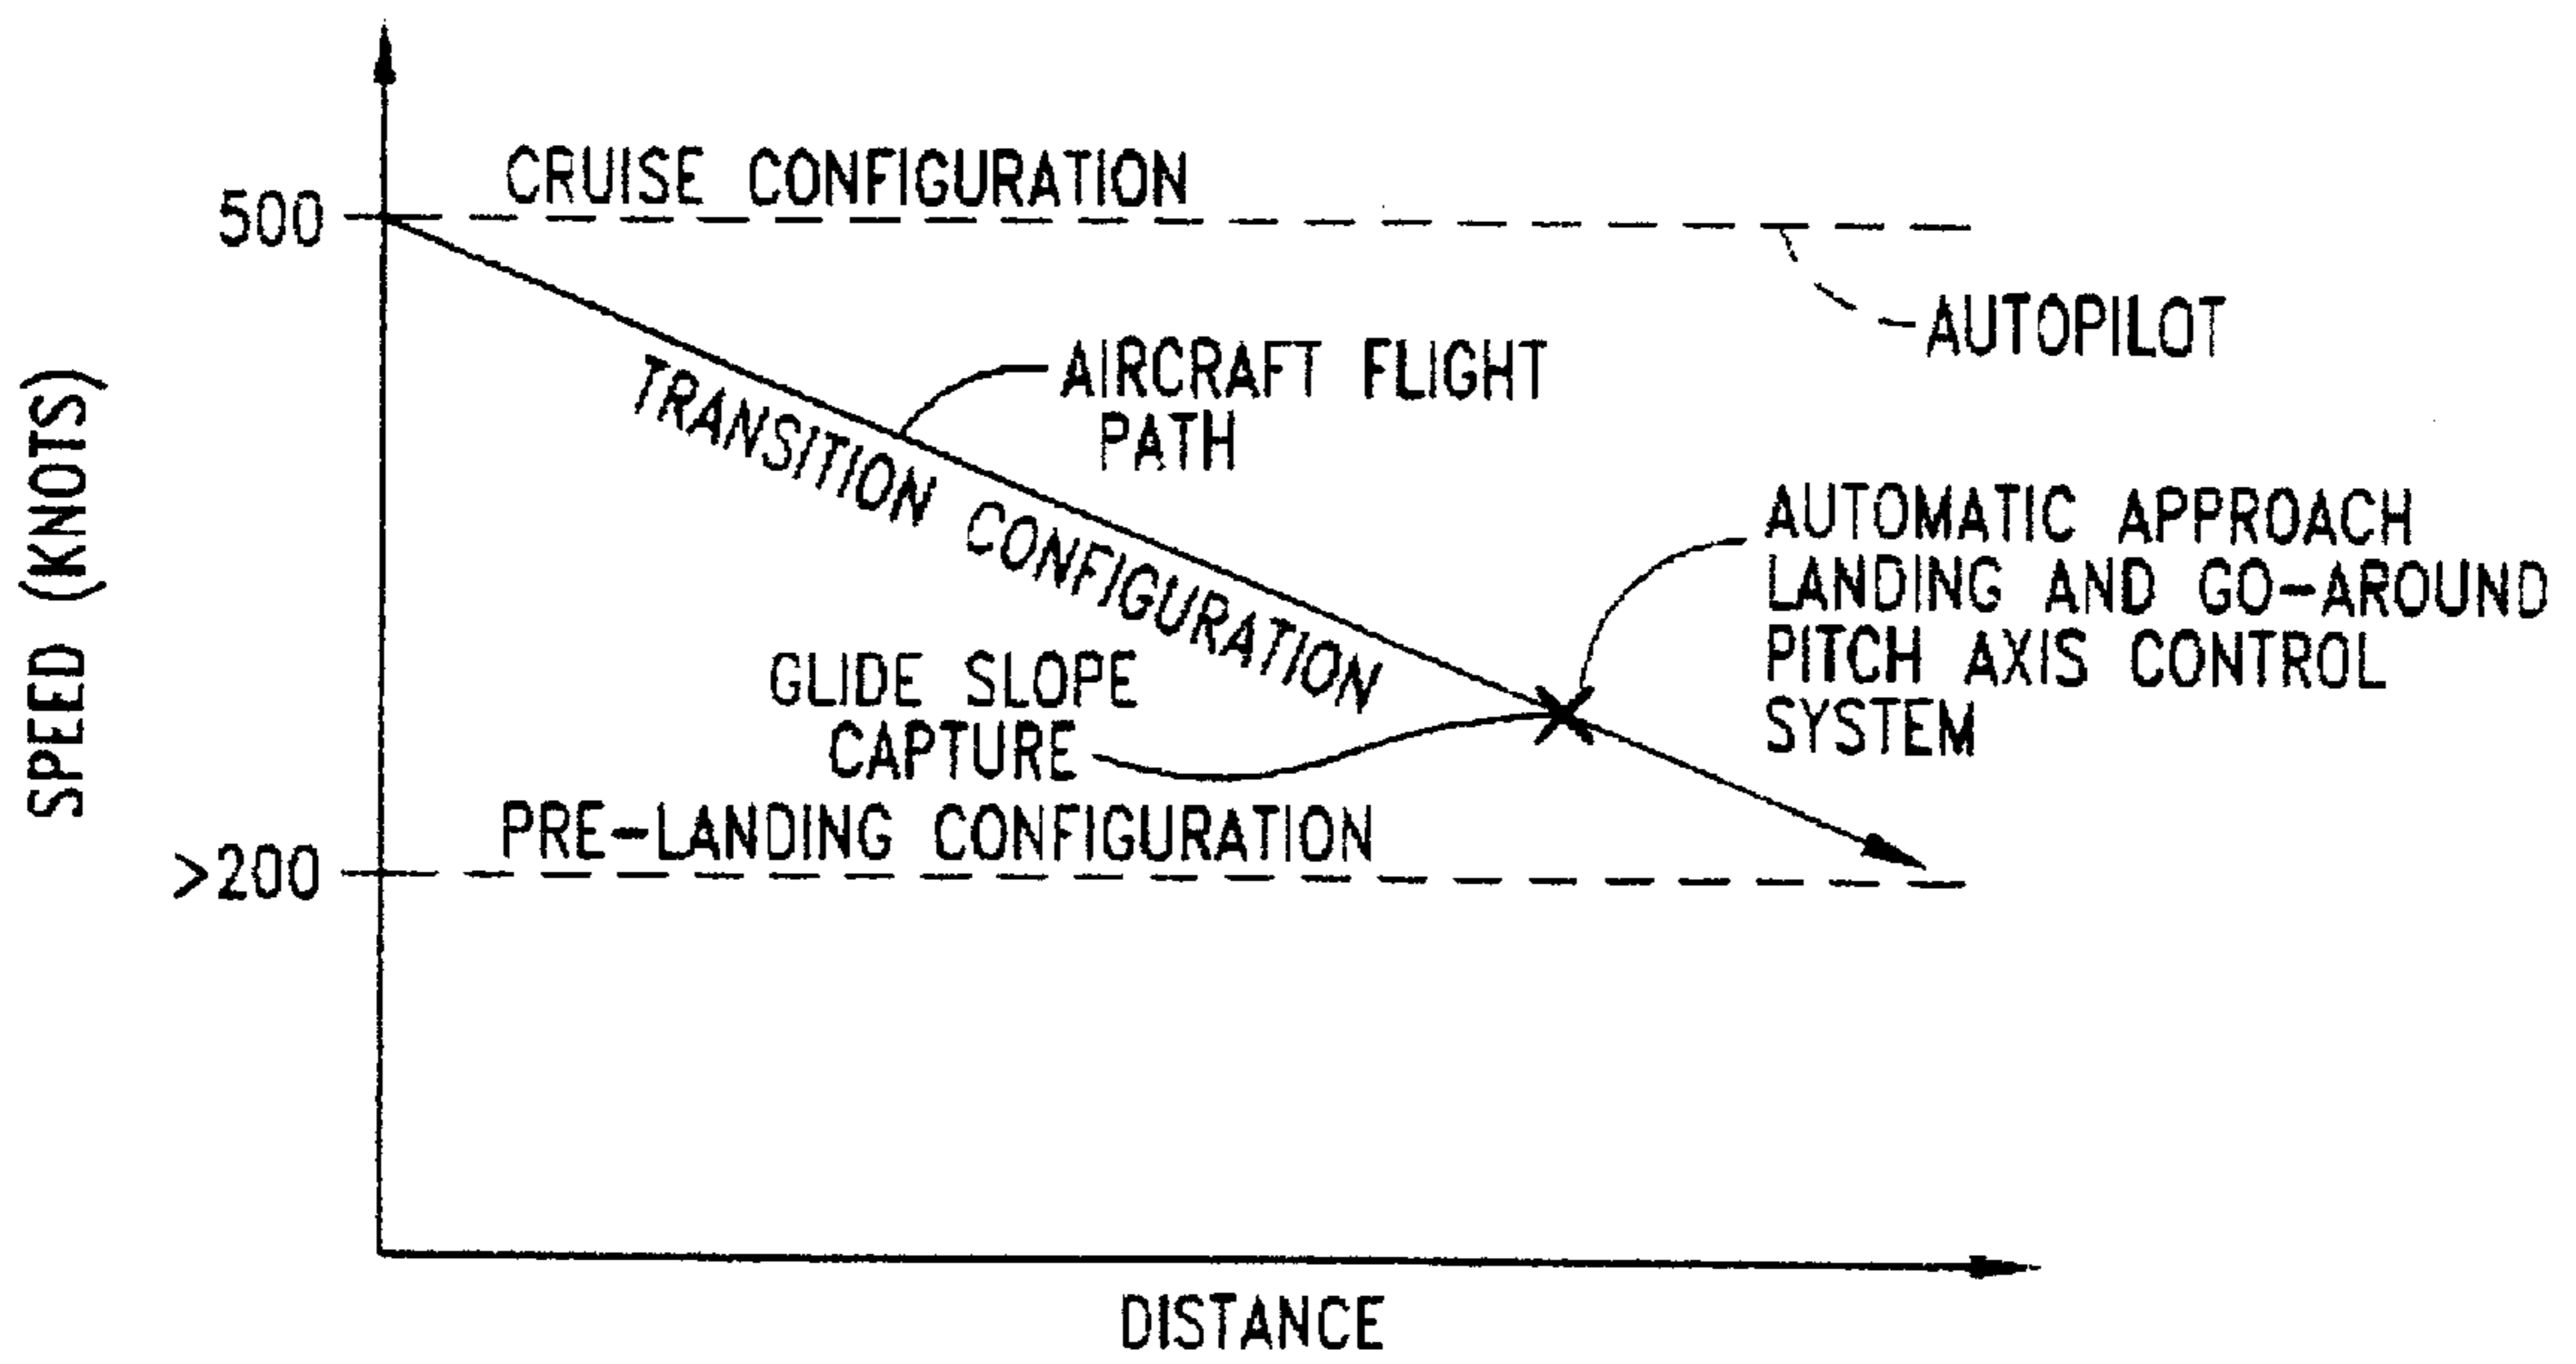 CRUISE CONFIGURATION
500
AUTOPILOT
AIRCRAFT FLIGHT
PATH
TRANSITION CONFIGURATION
SPEED (KNOTS)
AUTOMATIC APPROACH
LANDING AND GO-AROUND
PITCH AXIS CONTROL
SYSTEM
GLIDE SLOPE
CAPTURE
PRE-LANDING CONFIGURATION
>200
DISTANCE